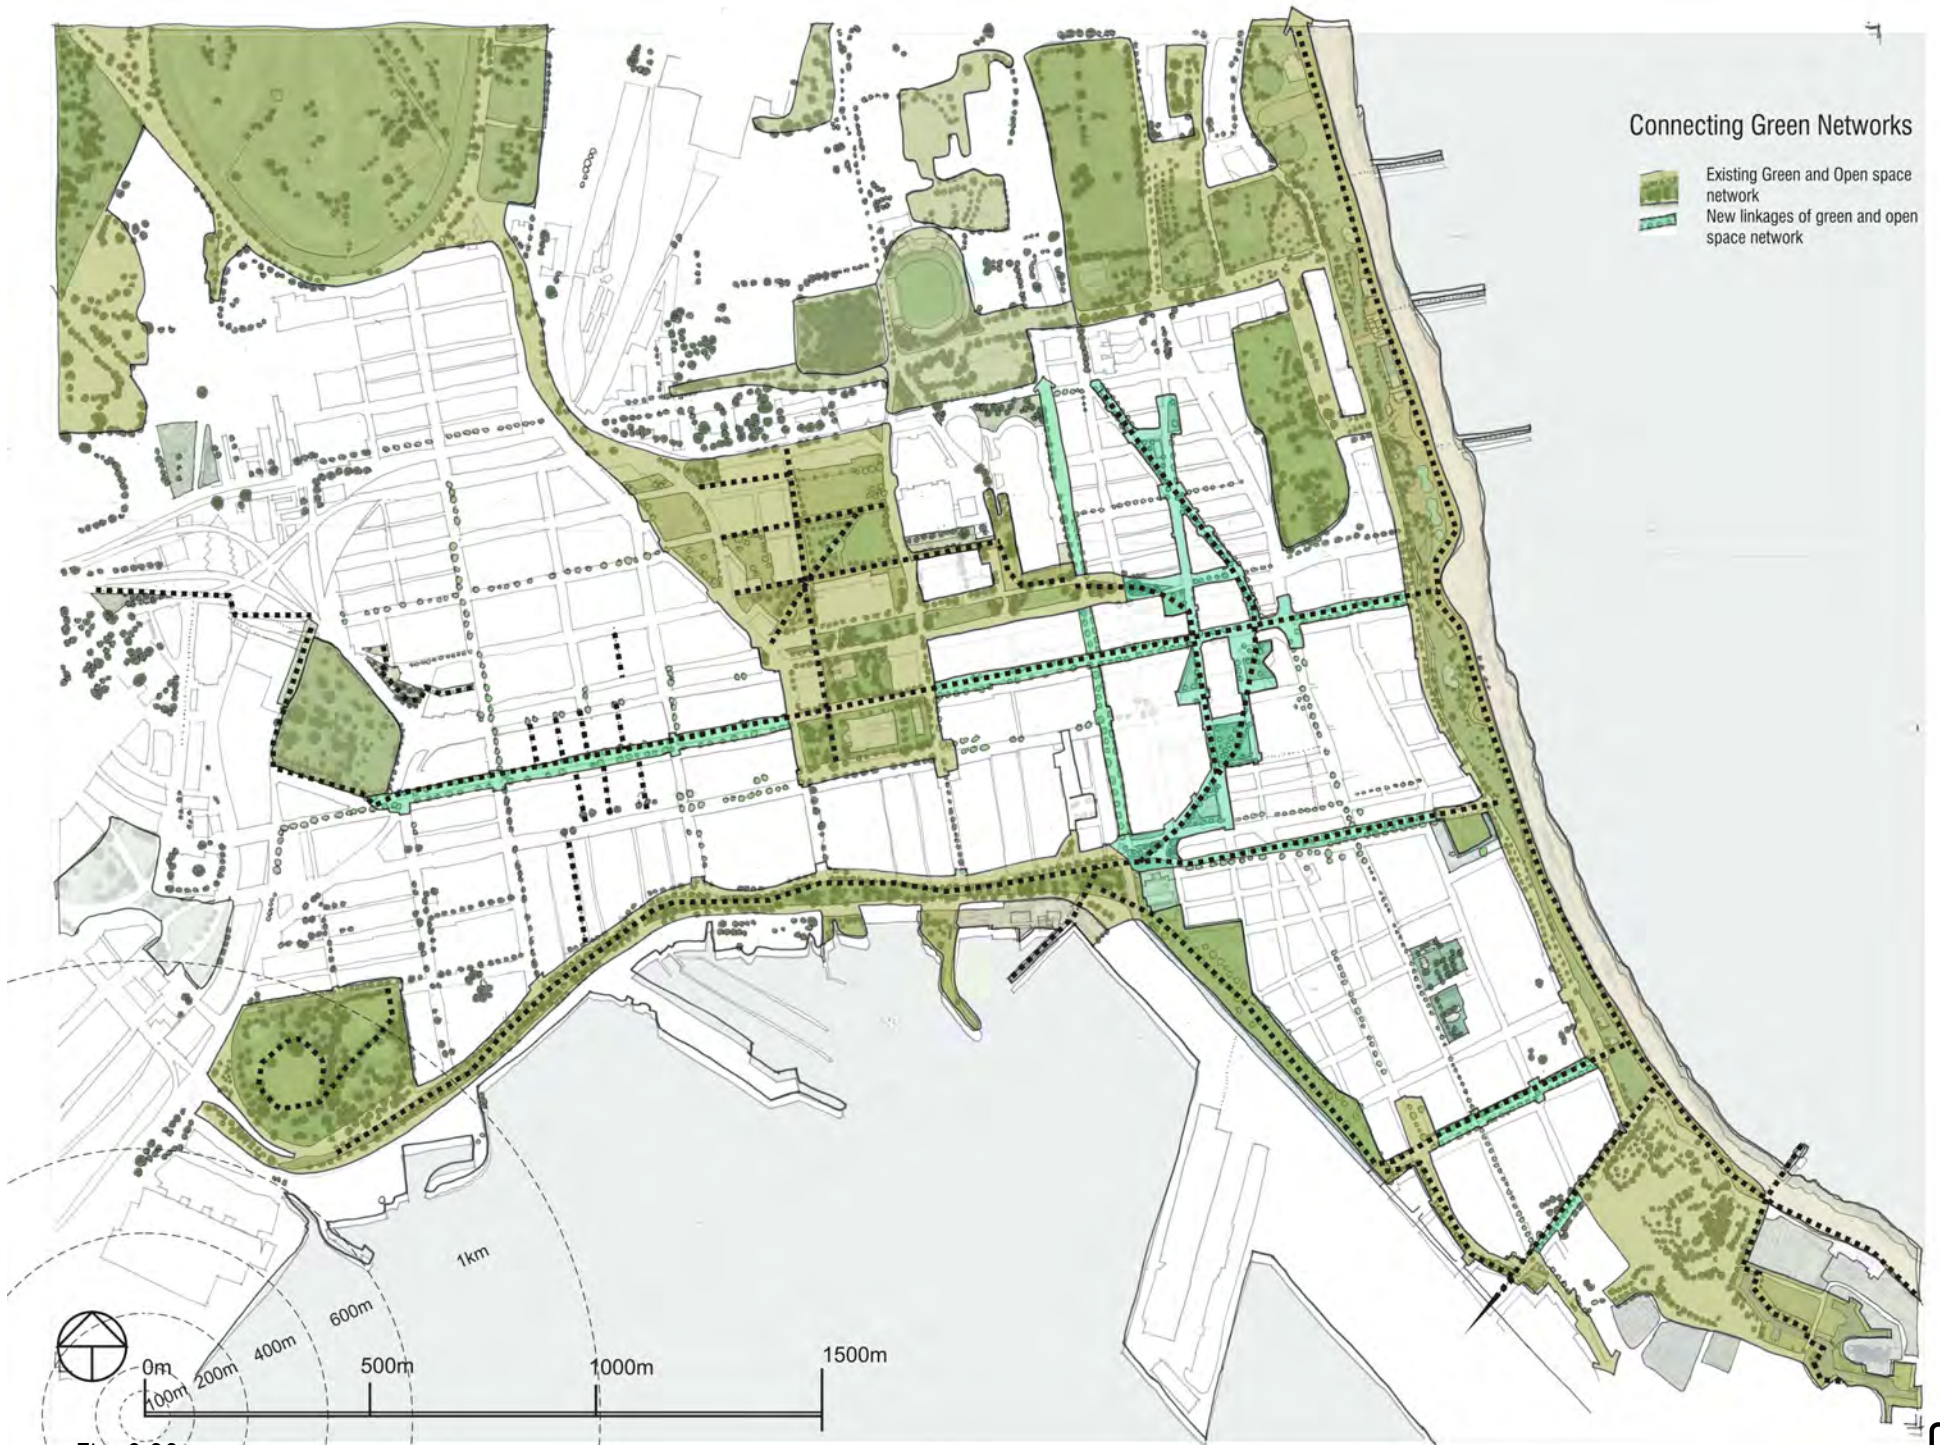 Connecting Green Networks
Existing Green and Open space
network
New linkages of green and open
space network
1km
600m
400m
200m
100m
0m
500m
1000m
1500m